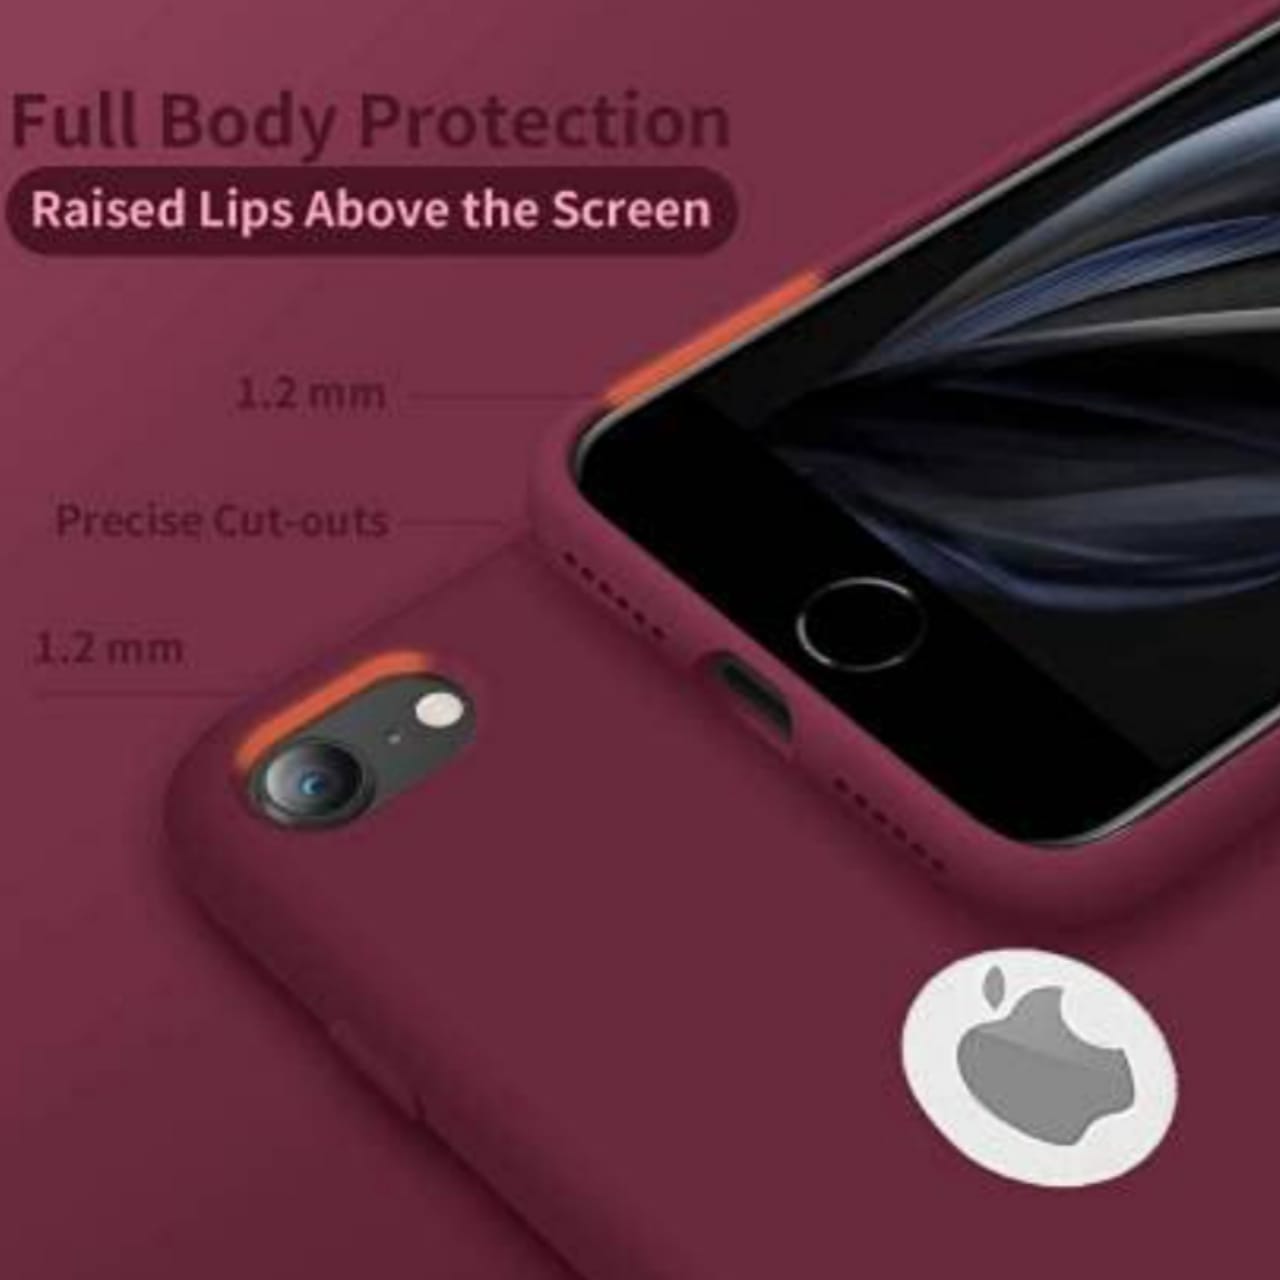 Full Body Protection
Raised Lips Above the Screen
1.2 mm
Precise Cut-outs
1.2 mm